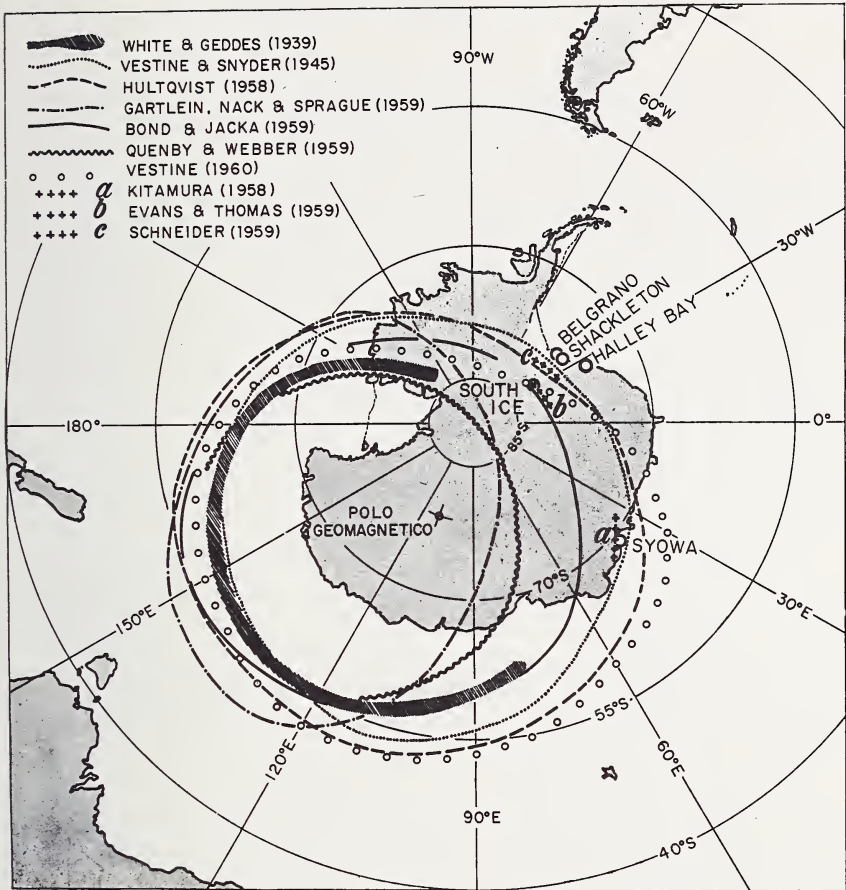 WHITE & GEDDES (1939)
VESTINE & SNYDER (1945)
HULTQVIST (1958)
GARTLEIN, NACK & SPRAGUE (1959)
BOND & JACKA (1959)
QUENBY & WEBBER (1959)
VESTINE (1960)
a KITAMURA (1958)
b EVANS & THOMAS (1959)
c SCHNEIDER (1959)
90°W
60°W
30°W
BELGRANO
SHACKLETON
HALLEY BAY
c
SOUTH
ICE
b
180°
0°
85°S
POLO
GEOMAGNETICO
a
SYOWA
70°S
150°E
30°E
55°S
120°E
60°E
90°E
40°S